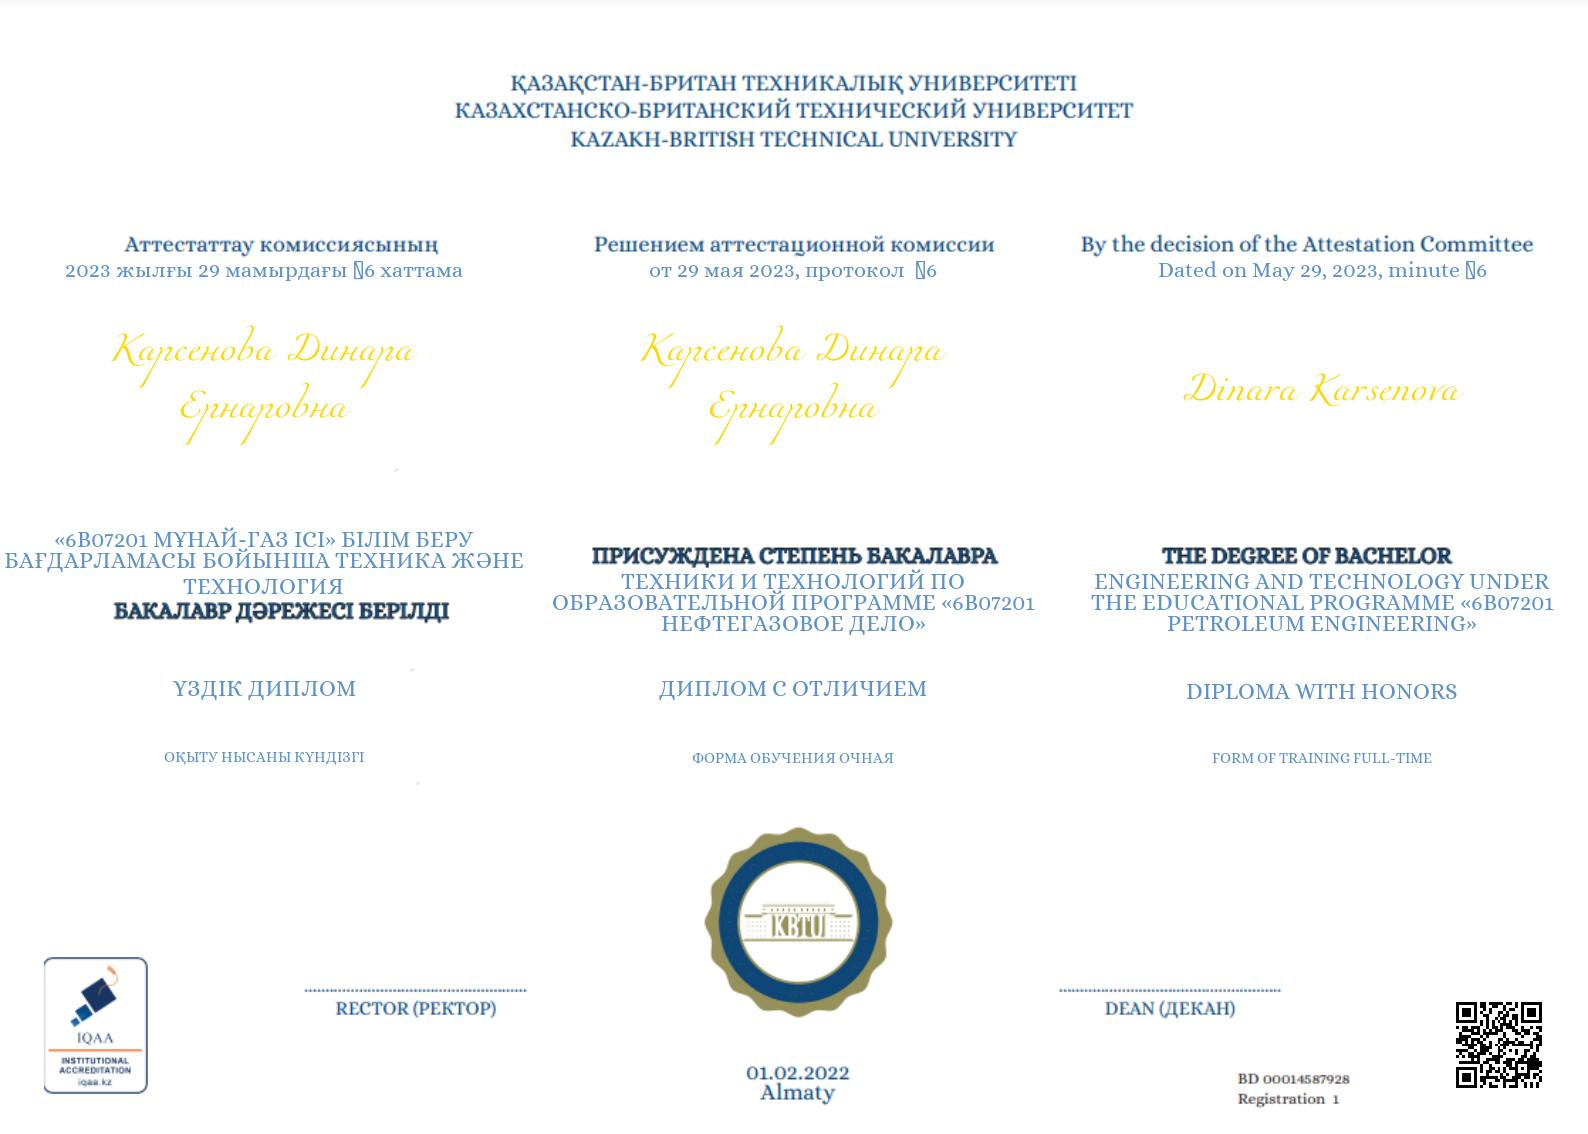 ҚАЗАҚСТАН-БРИТАН ТЕХНИКАЛЫҚ УНИВЕРСИТЕТІ
КАЗАХСТАНСКО-БРИТАНСКИЙ ТЕХНИЧЕСКИЙ УНИВЕРСИТЕТ
KAZAKH-BRITISH TECHNICAL UNIVERSITY
Аттестаттау комиссиясының
2023 жылғы 29 мамырдағы 6 хаттама
Карсенова Динара
Ернаровна
«6B07201 МҰНАЙ-ГАЗ ІСІ» БІЛІМ БЕРУ
БАҒДАРЛАМАСЫ БОЙЫНША ТЕХНИКА ЖӘНЕ
ТЕХНОЛОГИЯ
БАКАЛАВР ДӘРЕЖЕСІ БЕРІЛДІ
ҮЗДІК ДИПЛОМ
ОҚЫТУ НЫСАНЫ КҮНДІЗГІ
Решением аттестационной комиссии
от 29 мая 2023, протокол 6
Карсенова Динара
Ернаровна
ПРИСУЖДЕНА СТЕПЕНЬ БАКАЛАВРА
ТЕХНИКИ И ТЕХНОЛОГИЙ ПО
ОБРАЗОВАТЕЛЬНОЙ ПРОГРАММЕ «6B07201
НЕФТЕГАЗОВОЕ ДЕЛО»
ДИПЛОМ С ОТЛИЧИЕМ
ФОРМА ОБУЧЕНИЯ ОЧНАЯ
By the decision of the Attestation Committee
Dated on May 29, 2023, minute 6
Dinara Karsenova
THE DEGREE OF BACHELOR
ENGINEERING AND TECHNOLOGY UNDER
THE EDUCATIONAL PROGRAMME «6B07201
PETROLEUM ENGINEERING»
DIPLOMA WITH HONORS
FORM OF TRAINING FULL-TIME
KBTU
IQAA
INSTITUTIONAL
ACCREDITATION
iqaa.kz
RECTOR (РЕКТОР)
DEAN (ДЕКАН)
01.02.2022
Almaty
BD 00014587928
Registration 1